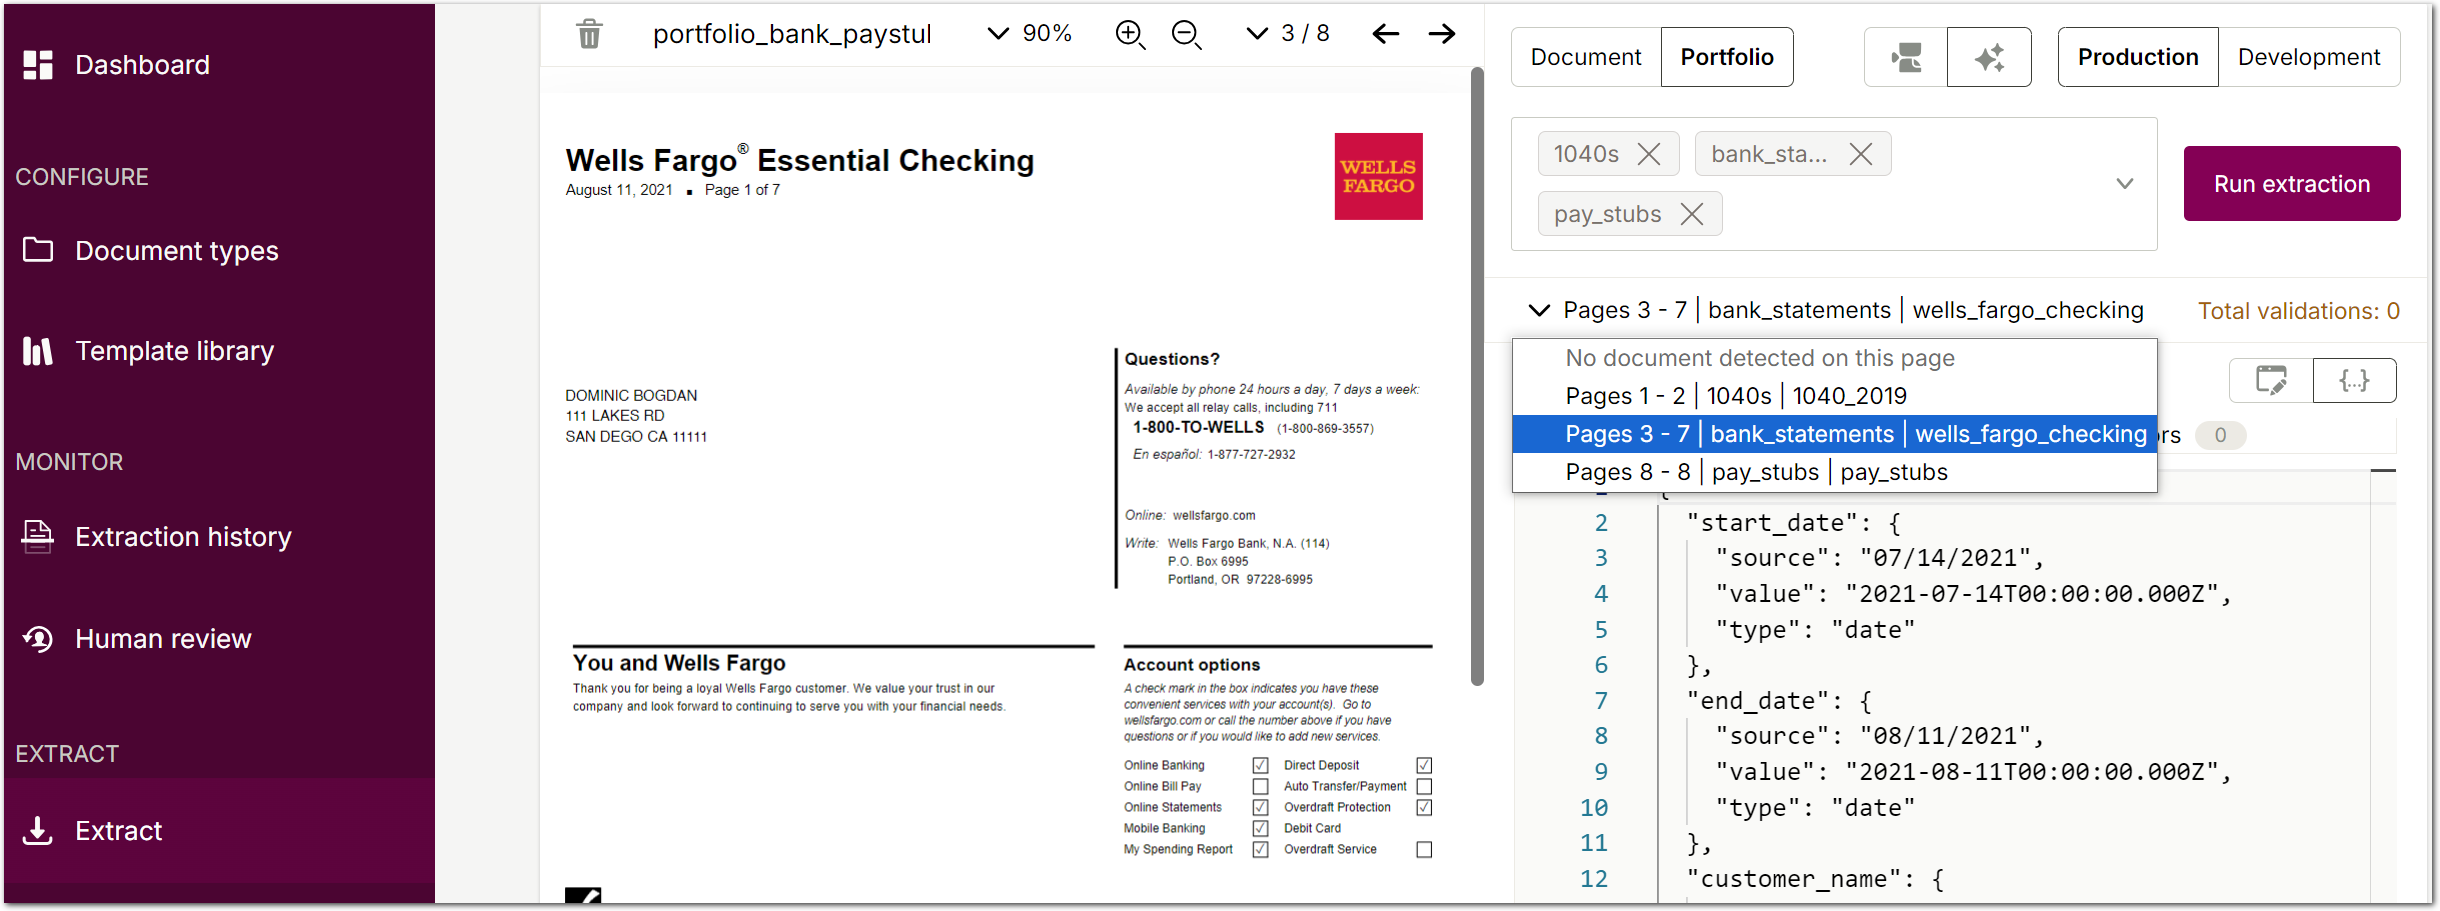 Dashboard
CONFIGURE
Document types
Template library
MONITOR
Extraction history
Human review
EXTRACT
Extract
portfolio_bank_paystul
90%
3 / 8
Wells Fargo® Essential Checking
August 11, 2021 ■ Page 1 of 7
WELLS
FARGO
DOMINIC BOGDAN
111 LAKES RD
SAN DEGO CA 11111
Questions?
Available by phone 24 hours a day, 7 days a week:
We accept all relay calls, including 711
1-800-TO-WELLS (1-800-869-3557)
En español: 1-877-727-2932
Online: wellsfargo.com
Write: Wells Fargo Bank, N.A. (114)
P.O. Box 6995
Portland, OR 97228-6995
You and Wells Fargo
Thank you for being a loyal Wells Fargo customer. We value your trust in our
company and look forward to continuing to serve you with your financial needs.
Account options
A check mark in the box indicates you have these
convenient services with your account(s). Go to
wellsfargo.com or call the number above if you have
questions or if you would like to add new services.
Online Banking Direct Deposit
Online Bill Pay Auto Transfer/Payment
Online Statements Overdraft Protection
Mobile Banking Debit Card
My Spending Report Overdraft Service
Document Portfolio
Production Development
1040s bank_sta...
pay_stubs
Run extraction
Pages 3 - 7 | bank_statements | wells_fargo_checking
Total validations: 0
No document detected on this page
Pages 1 - 2 | 1040s | 1040_2019
Pages 3 - 7 | bank_statements | wells_fargo_checking
rs 0
Pages 8 - 8 | pay_stubs | pay_stubs
{...}
2 "start_date": {
3 "source": "07/14/2021",
4 "value": "2021-07-14T00:00:00.000Z",
5 "type": "date"
6 },
7 "end_date": {
8 "source": "08/11/2021",
9 "value": "2021-08-11T00:00:00.000Z",
10 "type": "date"
11 },
12 "customer_name": {